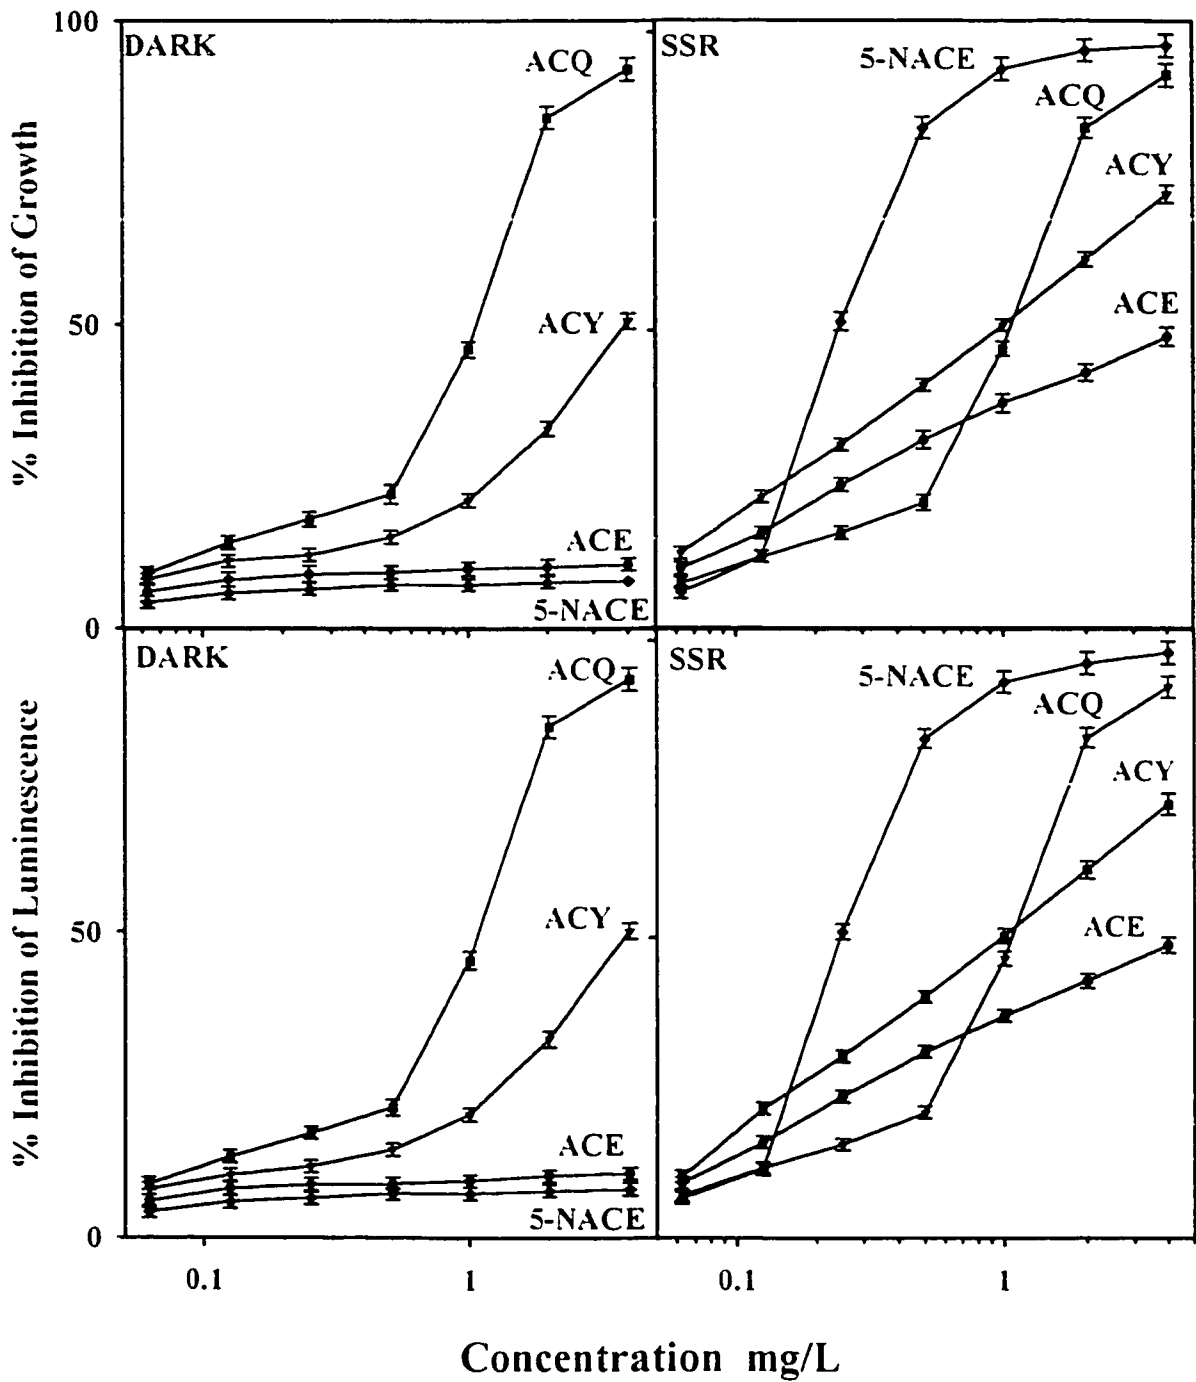 100
DARK
ACQ
SSR
5-NACE
ACQ
ACY
% Inhibition of Growth
50
ACY
ACE
ACE
5-NACE
0
DARK
ACQ
SSR
5-NACE
ACQ
ACY
% Inhibition of Luminescence
50
ACY
ACE
ACE
5-NACE
0
0.1
1
0.1
1
Concentration mg/L